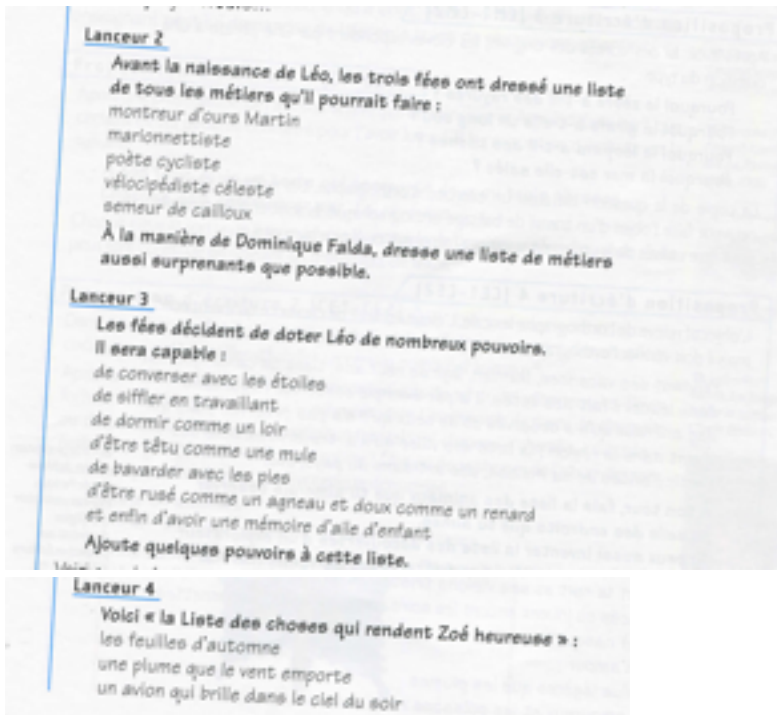 Lanceur 2
Avant la naissance de Léo, les trois fées ont dressé une liste
de tous les métiers qu'il pourrait faire :
montreur d'ours Martin
marionnettiste
poète cycliste
vélocipédiste céleste
semeur de cailloux
À la manière de Dominique Falda, dresse une liste de métiers
aussi surprenants que possible.
Lanceur 3
Les fées décident de doter Léo de nombreux pouvoirs.
Il sera capable :
de converser avec les étoiles
de siffler en travaillant
de dormir comme un loir
d'être têtu comme une mule
de bavarder avec les pies
d'être rusé comme un agneau et doux comme un renard
et enfin d'avoir une mémoire d'aile d'enfant
Ajoute quelques pouvoirs à cette liste.
Lanceur 4
Voici « la Liste des choses qui rendent Zoé heureuse » :
les feuilles d'automne
une plume que le vent emporte
un avion qui brille dans le ciel du soir